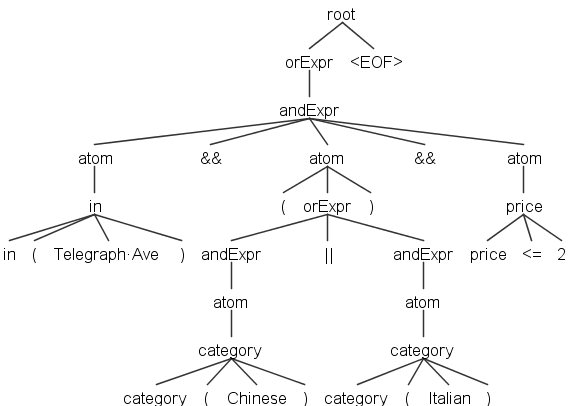 root
orExpr <EOF>
andExpr
atom && atom && atom
in ( orExpr ) price
in ( Telegraph·Ave ) andExpr || andExpr price <= 2
atom atom
category category
category ( Chinese ) category ( Italian )